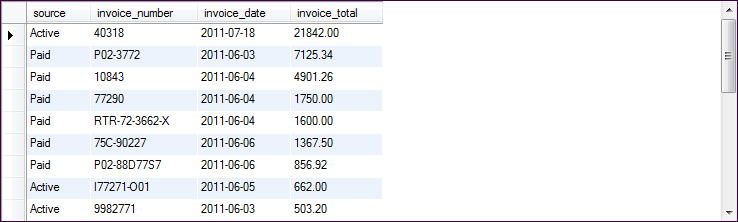 source invoice_number invoice_date invoice_total
Active 40318 2011-07-18 21842.00
Paid P02-3772 2011-06-03 7125.34
Paid 10843 2011-06-04 4901.26
Paid 77290 2011-06-04 1750.00
Paid RTR-72-3662-X 2011-06-04 1600.00
Paid 75C-90227 2011-06-06 1367.50
Paid P02-88D77S7 2011-06-06 856.92
Active I77271-O01 2011-06-05 662.00
Active 9982771 2011-06-03 503.20